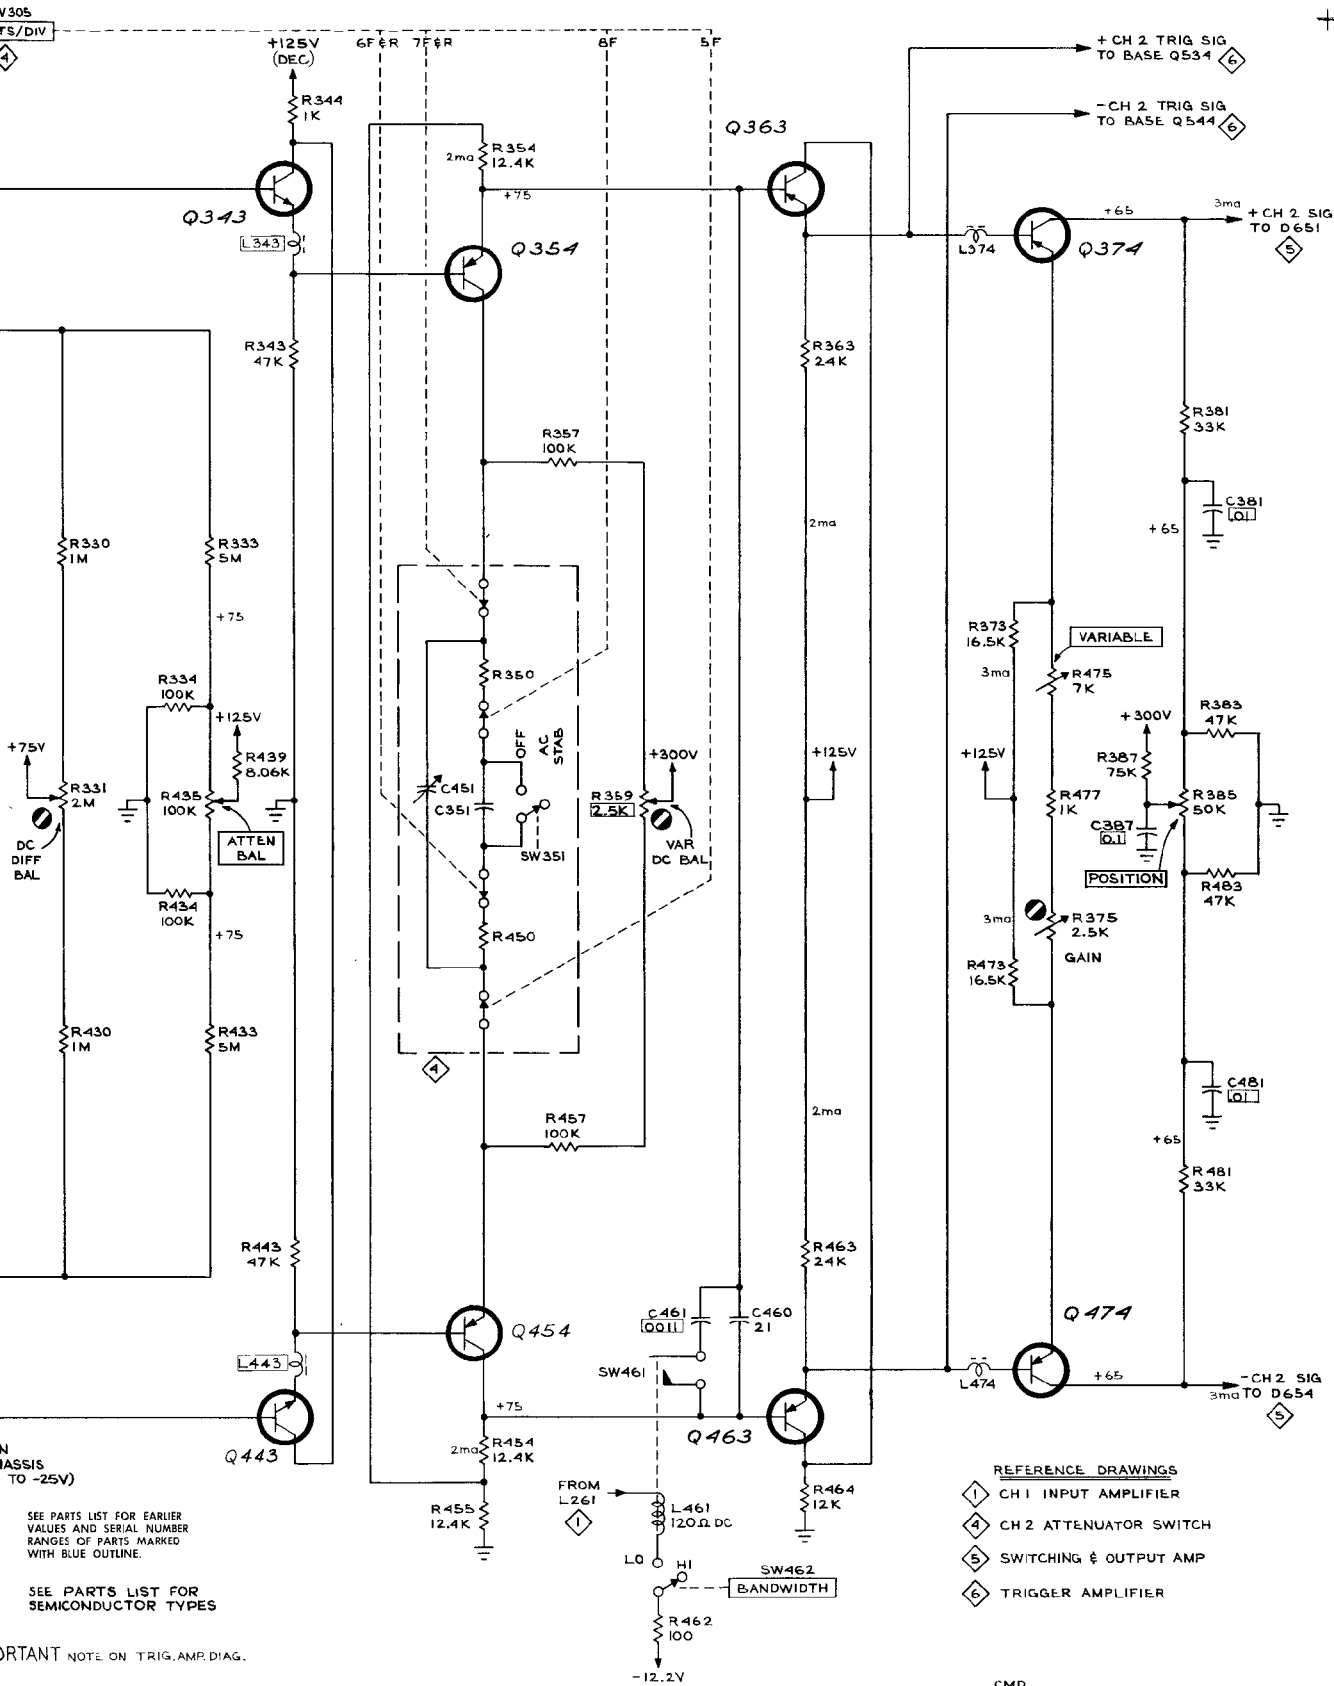 V305
TS/DIV
4
+125V
(DEC)
6F & R
7F & R
8F
5F
+ CH 2 TRIG SIG
TO BASE Q534
6
R344
1K
-CH 2 TRIG SIG
TO BASE Q544
6
Q363
2ma
R354
12.4K
+75
Q343
L343
Q354
+65
3ma
+ CH 2 SIG
TO D651
5
L374
Q374
R343
47K
R363
24K
R381
33K
R357
100K
C381
.01
2ma
+65
R330
1M
R333
5M
+75
R373
16.5K
VARIABLE
3ma
R475
7K
R350
R334
100K
+125V
+75V
R439
8.06K
OFF
AC
STAB
+300V
+125V
+125V
+300V
R383
47K
R387
75K
R331
2M
R435
100K
C451
C351
R359
2.5K
R477
1K
R385
50K
C387
0.1
DC
DIFF
BAL
ATTEN
BAL
SW351
VAR
DC BAL
POSITION
R483
47K
R434
100K
+75
R450
3ma
R375
2.5K
GAIN
R473
16.5K
R430
1M
R433
5M
4
C481
.01
R457
100K
2ma
+65
R481
33K
R443
47K
R463
24K
C461
.0011
C460
21
Q474
Q454
L443
SW461
L474
+65
3ma
-CH 2 SIG
TO D654
5
+75
Q463
Q443
2ma
R454
12.4K
N
HASSIS
TO -25V)
REFERENCE DRAWINGS
1 CH 1 INPUT AMPLIFIER
4 CH 2 ATTENUATOR SWITCH
5 SWITCHING & OUTPUT AMP
6 TRIGGER AMPLIFIER
R455
12.4K
FROM
L261
1
L461
120Ω DC
R464
12K
SEE PARTS LIST FOR EARLIER
VALUES AND SERIAL NUMBER
RANGES OF PARTS MARKED
WITH BLUE OUTLINE.
LO
HI
SW462
BANDWIDTH
SEE PARTS LIST FOR
SEMICONDUCTOR TYPES
R462
100
-12.2V
ORTANT NOTE ON TRIG. AMP. DIAG.
CMD